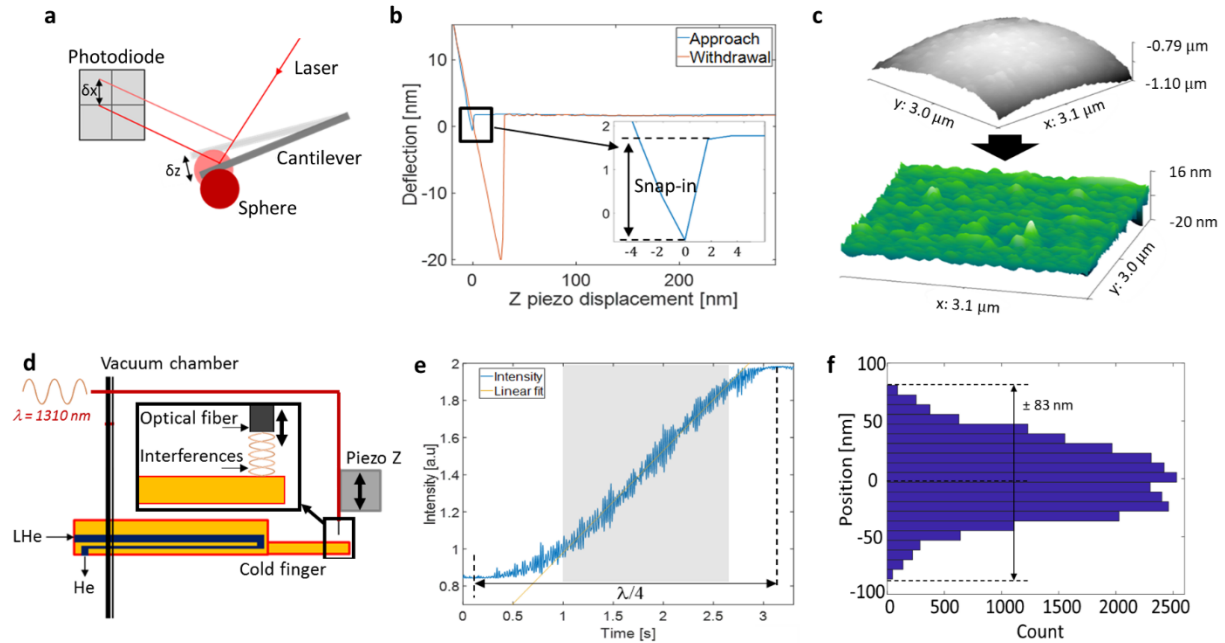 a
Photodiode
δx
Laser
δz
Cantilever
Sphere
b
Approach
Withdrawal
Deflection [nm]
10
0
-10
-20
2
1
0
Snap-in
-4 -2 0 2 4
0 100 200
Z piezo displacement [nm]
c
-0.79 μm
-1.10 μm
y: 3.0 μm
x: 3.1 μm
16 nm
-20 nm
y: 3.0 μm
x: 3.1 μm
d
Vacuum chamber
λ = 1310 nm
Optical fiber
Interferences
Piezo Z
LHe
He
Cold finger
e
Intensity
Linear fit
Intensity [a.u]
2
1.8
1.6
1.4
1.2
1
0.8
λ/4
0 0.5 1 1.5 2 2.5 3
Time [s]
f
Position [nm]
100
50
0
-50
-100
± 83 nm
0 500 1000 1500 2000 2500
Count